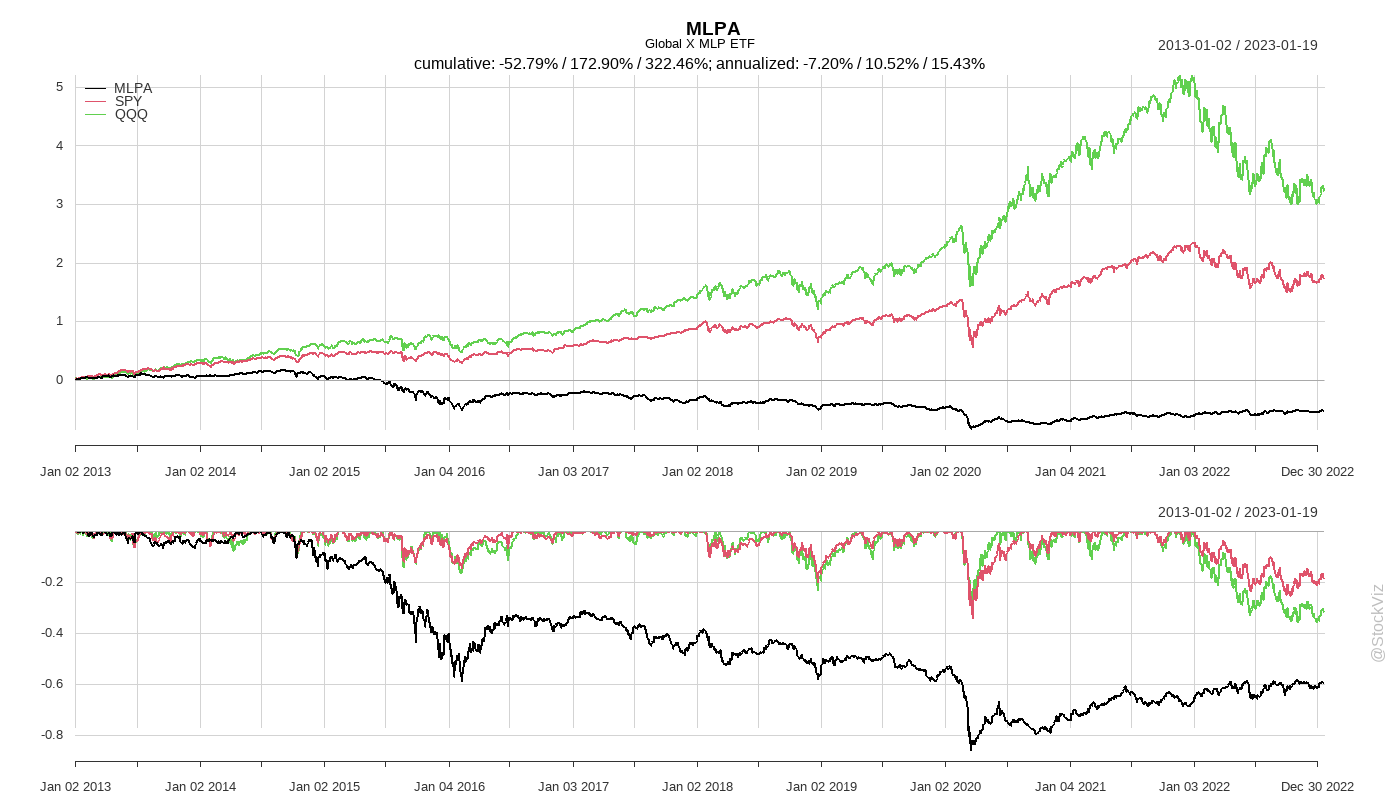 MLPA
Global X MLP ETF
2013-01-02 / 2023-01-19
cumulative: -52.79% / 172.90% / 322.46%; annualized: -7.20% / 10.52% / 15.43%
MLPA
SPY
QQQ
5
4
3
2
1
0
Jan 02 2013 Jan 02 2014 Jan 02 2015 Jan 04 2016 Jan 03 2017 Jan 02 2018 Jan 02 2019 Jan 02 2020 Jan 04 2021 Jan 03 2022 Dec 30 2022
2013-01-02 / 2023-01-19
-0.2
-0.4
-0.6
-0.8
Jan 02 2013 Jan 02 2014 Jan 02 2015 Jan 04 2016 Jan 03 2017 Jan 02 2018 Jan 02 2019 Jan 02 2020 Jan 04 2021 Jan 03 2022 Dec 30 2022
@StockViz